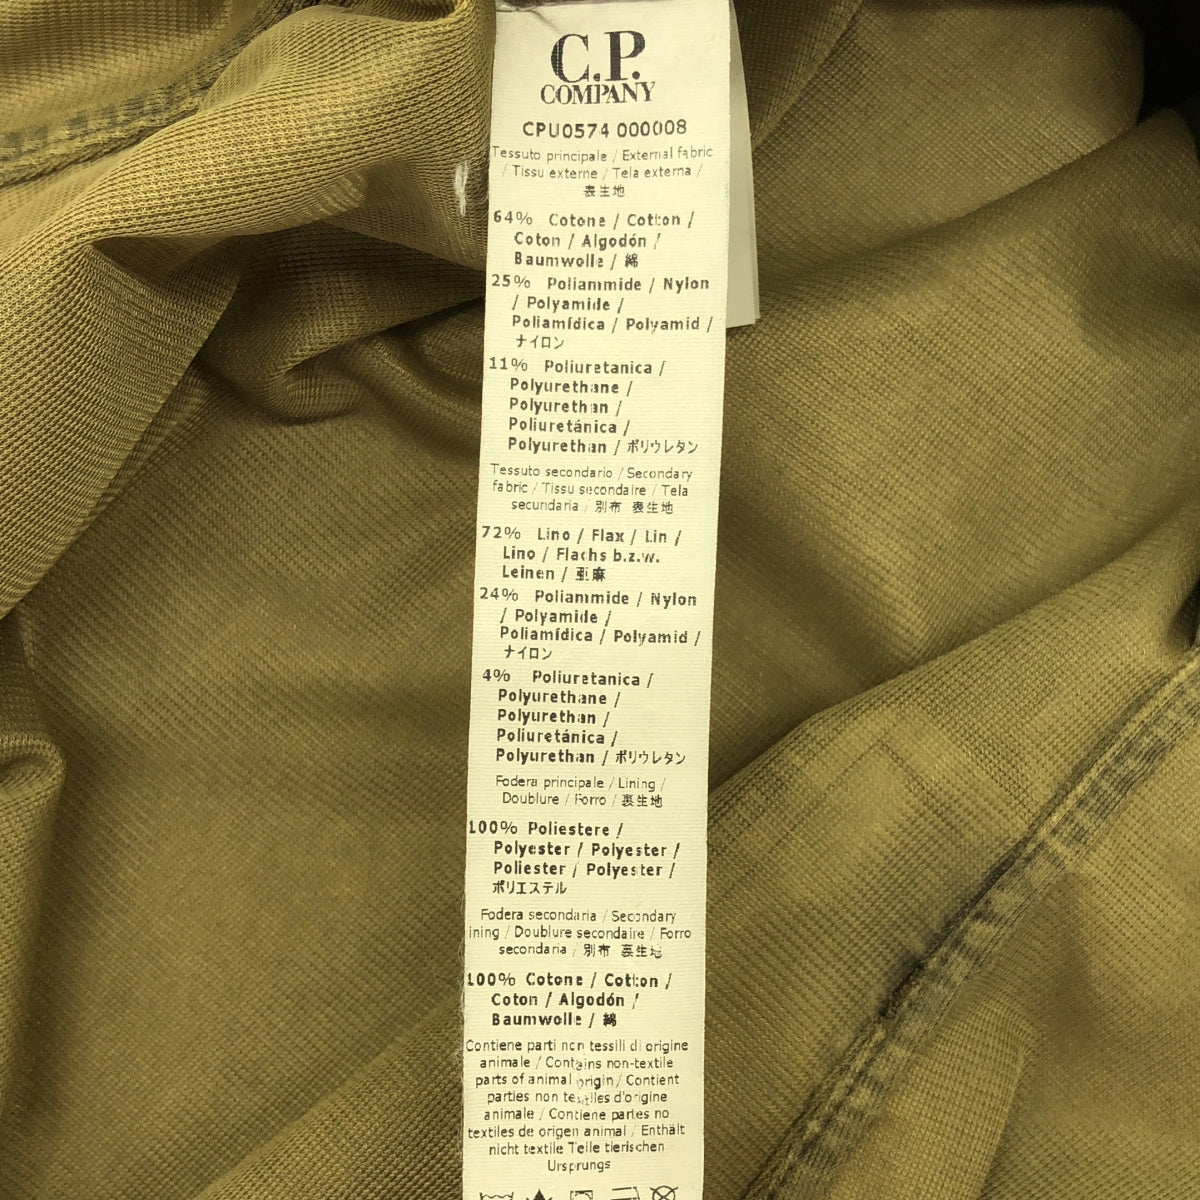 C.P.
COMPANY
CPU0574 000008
Tessuto principale / External fabric
/ Tissu externe / Tela externa /
表生地
64% Cotone / Cotton /
Coton / Algodón /
Baumwolle / 綿
25% Poliammide / Nylon
/ Polyamide /
Poliamídica / Polyamid /
ナイロン
11% Poliuretanica /
Polyurethane /
Polyurethan /
Poliuretánica /
Polyurethan / ポリウレタン
Tessuto secondario / Secondary
fabric / Tissu secondaire / Tela
secundaria / 別布 表生地
72% Lino / Flax / Lin /
Lino / Flachs b.z.w.
Leinen / 亜麻
24% Poliammide / Nylon
/ Polyamide /
Poliamídica / Polyamid /
ナイロン
4% Poliuretanica /
Polyurethane /
Polyurethan /
Poliuretánica /
Polyurethan / ポリウレタン
Fodera principale / Lining /
Doublure / Forro / 裏生地
100% Poliestere /
Polyester / Polyester /
Poliester / Polyester /
ポリエステル
Fodera secondaria / Secondary
ining / Doublure secondaire / Forro
secondaria / 別布 裏生地
100% Cotone / Cotton /
Coton / Algodón /
Baumwolle / 綿
Contiene parti non tessili di origine
animale / Contains non-textile
parts of animal origin / Contient
parties non textiles d'origine
animale / Contiene partes no
textiles de origen animal / Enthält
nicht textile Teile tierischen
Ursprungs